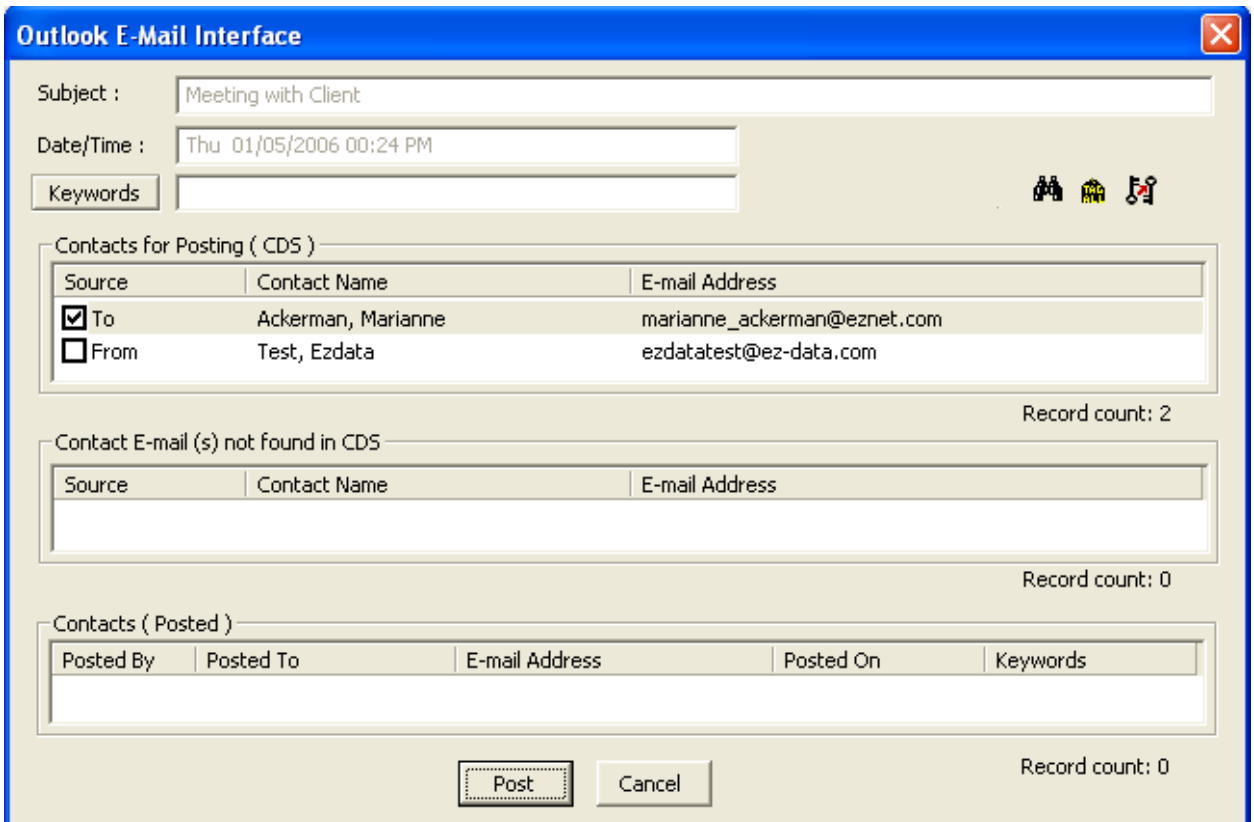 Outlook E-Mail Interface
Subject : Meeting with Client
Date/Time : Thu 01/05/2006 00:24 PM
Keywords
Contacts for Posting ( CDS )
Source Contact Name E-mail Address
To Ackerman, Marianne marianne_ackerman@eznet.com
From Test, Ezdata ezdatatest@ez-data.com
Record count: 2
Contact E-mail (s) not found in CDS
Source Contact Name E-mail Address
Record count: 0
Contacts ( Posted )
Posted By Posted To E-mail Address Posted On Keywords
Record count: 0
Post Cancel